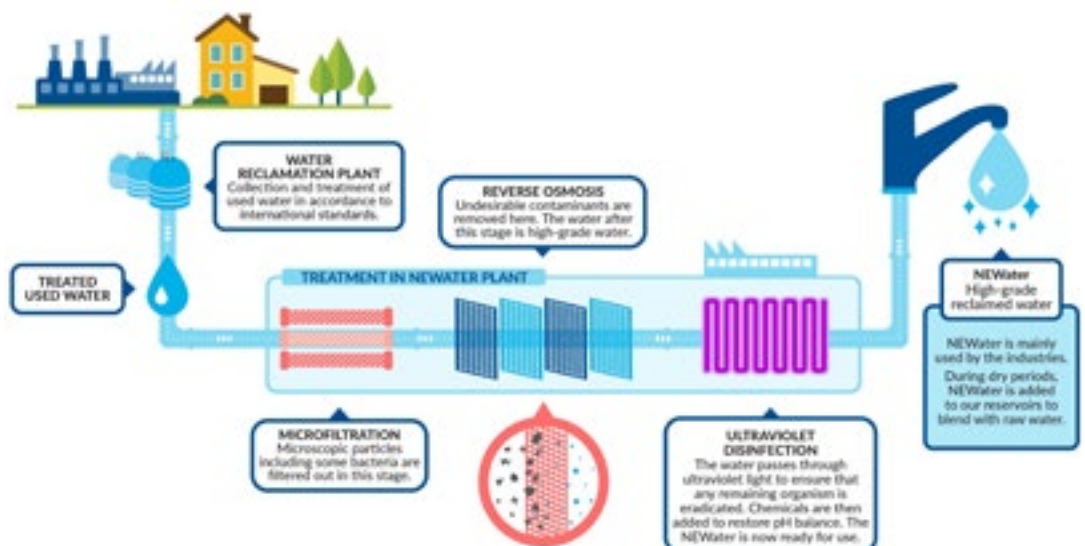 WATER
RECLAMATION PLANT
Collection and treatment of
used water in accordance to
international standards.
REVERSE OSMOSIS
Undesirable contaminants are
removed here. The water after
this stage is high-grade water.
TREATED
USED WATER
TREATMENT IN NEWATER PLANT
NEWater
High-grade
reclaimed water
NEWater is mainly
used by the industries.
During dry periods,
NEWater is added
to our reservoirs to
blend with raw water.
MICROFILTRATION
Microscopic particles
including some bacteria are
filtered out in this stage.
ULTRAVIOLET
DISINFECTION
The water passes through
ultraviolet light to ensure that
any remaining organism is
eradicated. Chemicals are then
added to restore pH balance. The
NEWater is now ready for use.